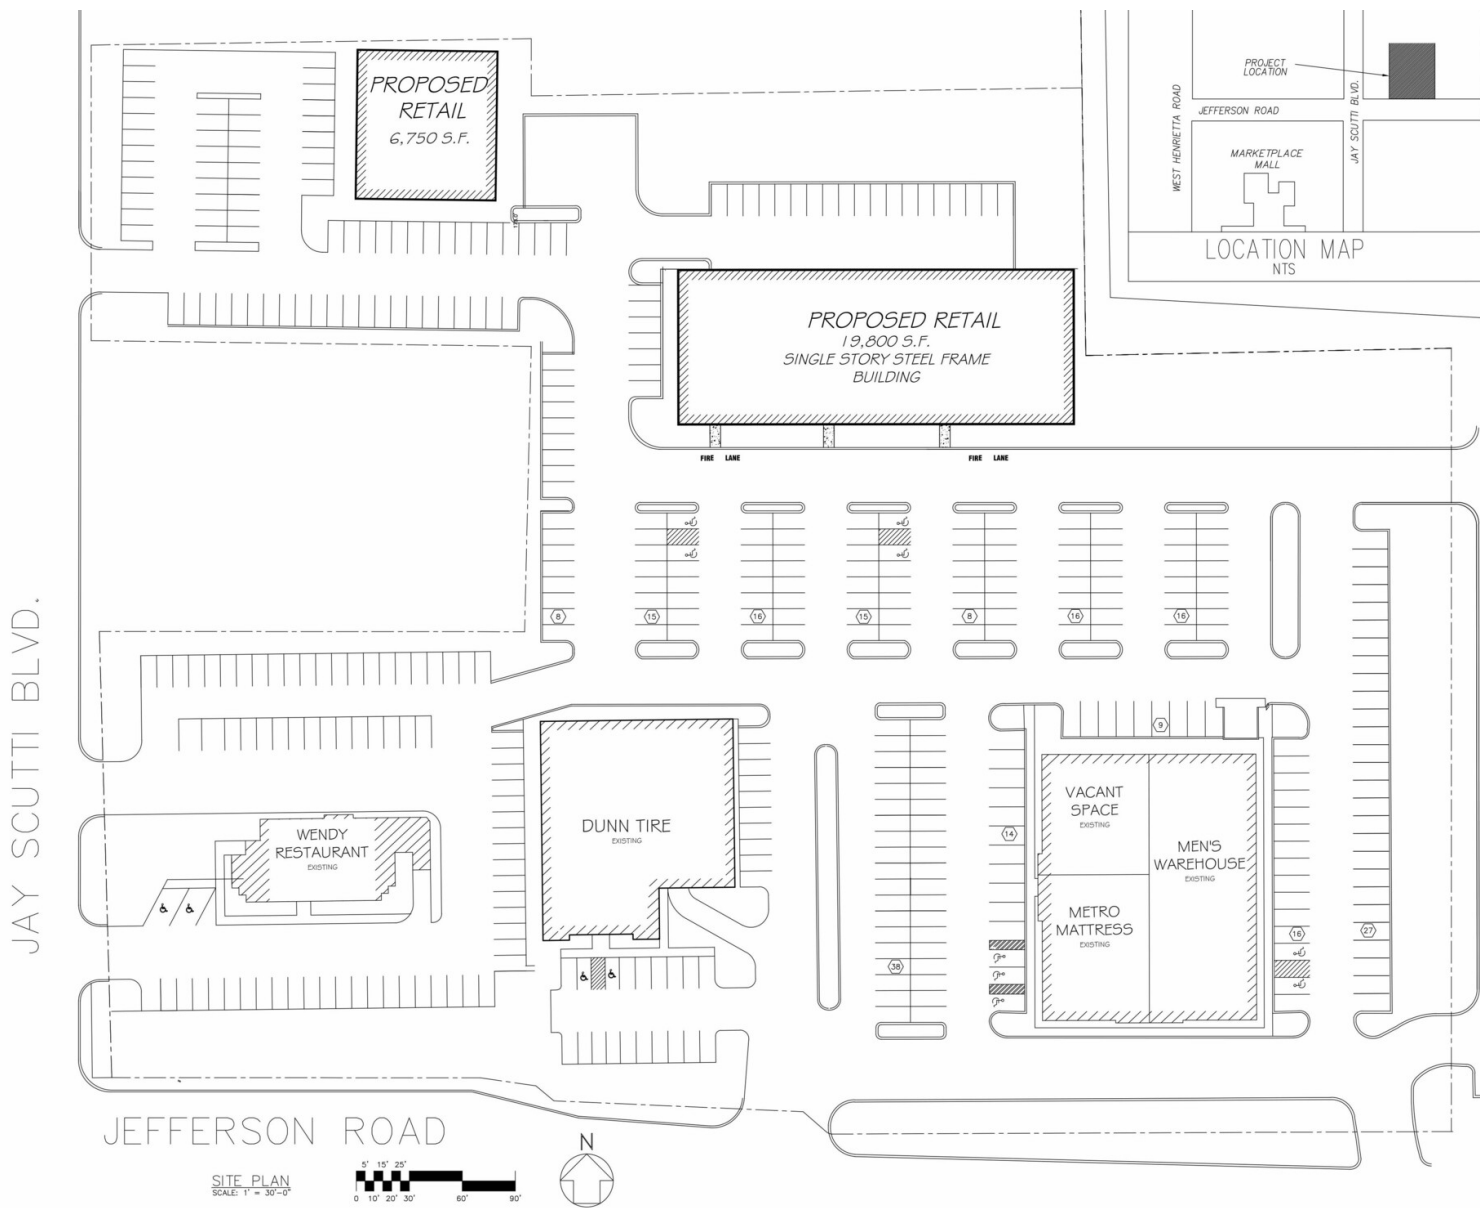 PROPOSED
RETAIL
6,750 S.F.
PROJECT
LOCATION
WEST HENRIETTA ROAD
JEFFERSON ROAD
JAY SCUTTI BLVD.
MARKETPLACE
MALL
LOCATION MAP
NTS
PROPOSED RETAIL
19,800 S.F.
SINGLE STORY STEEL FRAME
BUILDING
FIRE LANE
FIRE LANE
8
15
16
15
8
16
16
JAY SCUTTI BLVD.
9
VACANT
SPACE
EXISTING
14
MEN'S
WAREHOUSE
EXISTING
METRO
MATTRESS
EXISTING
16
27
38
DUNN TIRE
EXISTING
WENDY
RESTAURANT
EXISTING
JEFFERSON ROAD
SITE PLAN
SCALE: 1' = 30'-0"
5' 15' 25'
0 10' 20' 30' 60' 90'
N